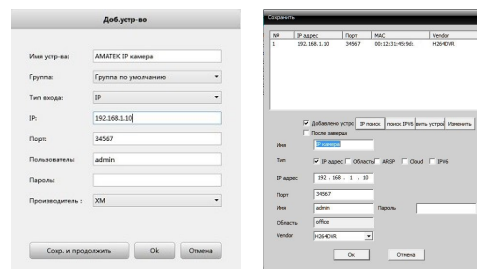 Доб.устр-во
Имя устр-ва: AMATEK IP камера
Группа: Группа по умолчанию
Тип входа: IP
IP: 192.168.1.10
Порт: 34567
Пользователь admin
Пароль:
Производитель : XM
Сохр. и продолжить Ok Отмена
Сохранить
№ IP адрес Порт MAC Vendor
1 192.168.1.10 34567 00:12:31:45:9d: H264DVR
Добавлено устро IP поиск поиск IPV6 вить устрой Изменить
После заверш
Имя IP камера
Тип IP адрес Область ARSP Cloud IPV6
IP адрес 192 . 168 . 1 . 10
Порт 34567
Имя admin Пароль
Область office
Vendor H264DVR
Ок Отмена